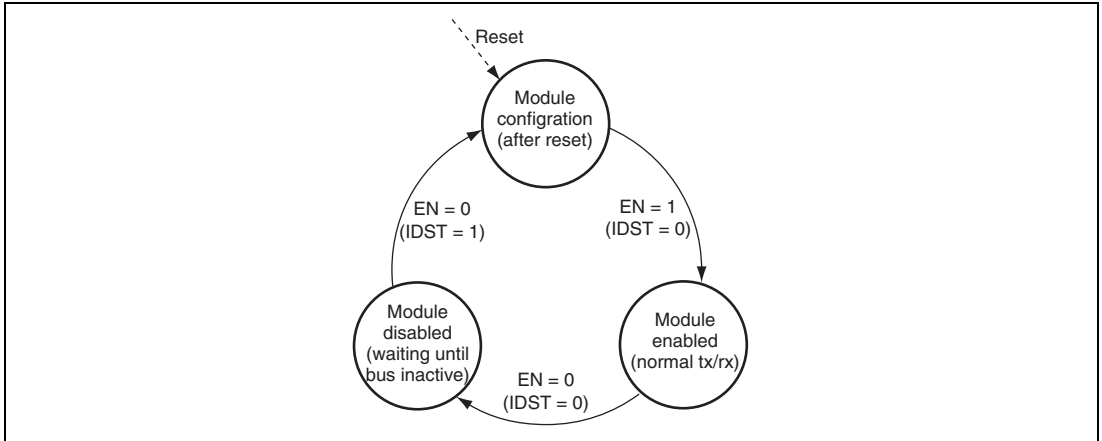 Reset
Module
configration
(after reset)
EN = 0
(IDST = 1)
EN = 1
(IDST = 0)
Module
disabled
(waiting until
bus inactive)
Module
enabled
(normal tx/rx)
EN = 0
(IDST = 0)